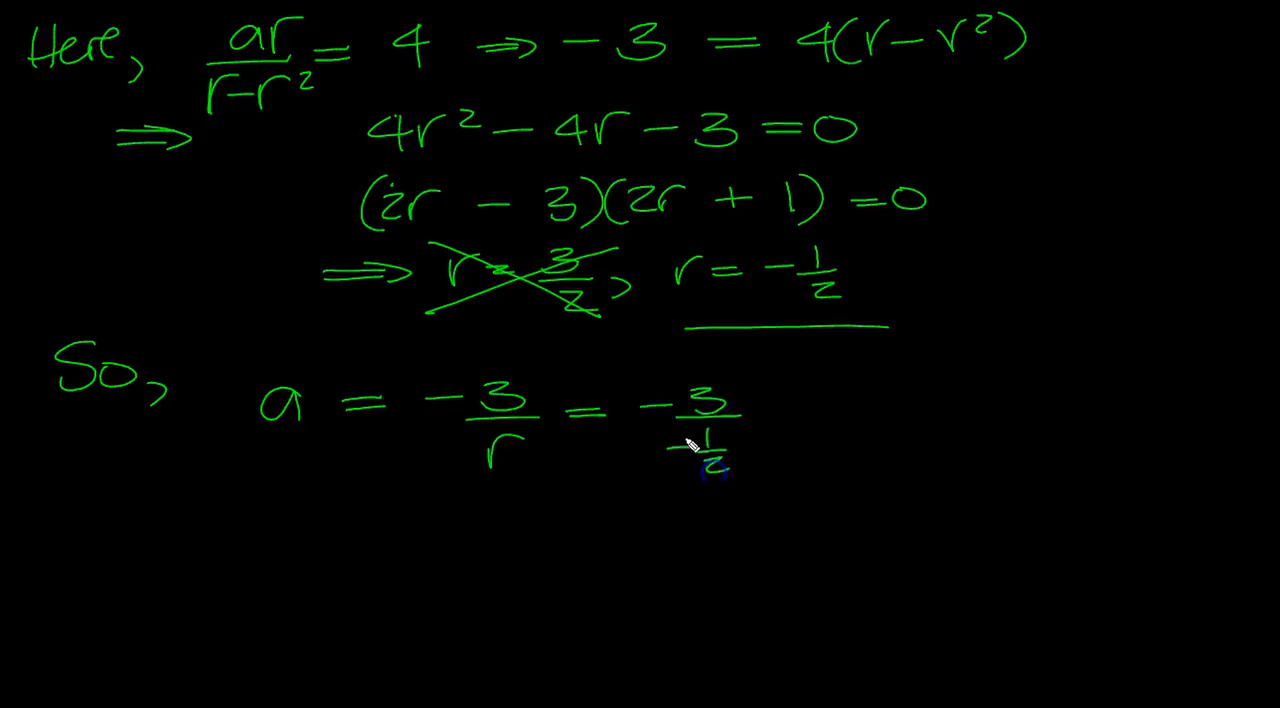 Here, ar/(r-r²) = 4 ⇒ -3 = 4(r-r²)
⇒ 4r² - 4r - 3 = 0
(2r - 3)(2r + 1) = 0
⇒ r = 3/2, r = -1/2
So, a = -3/r = -3/(-1/2)